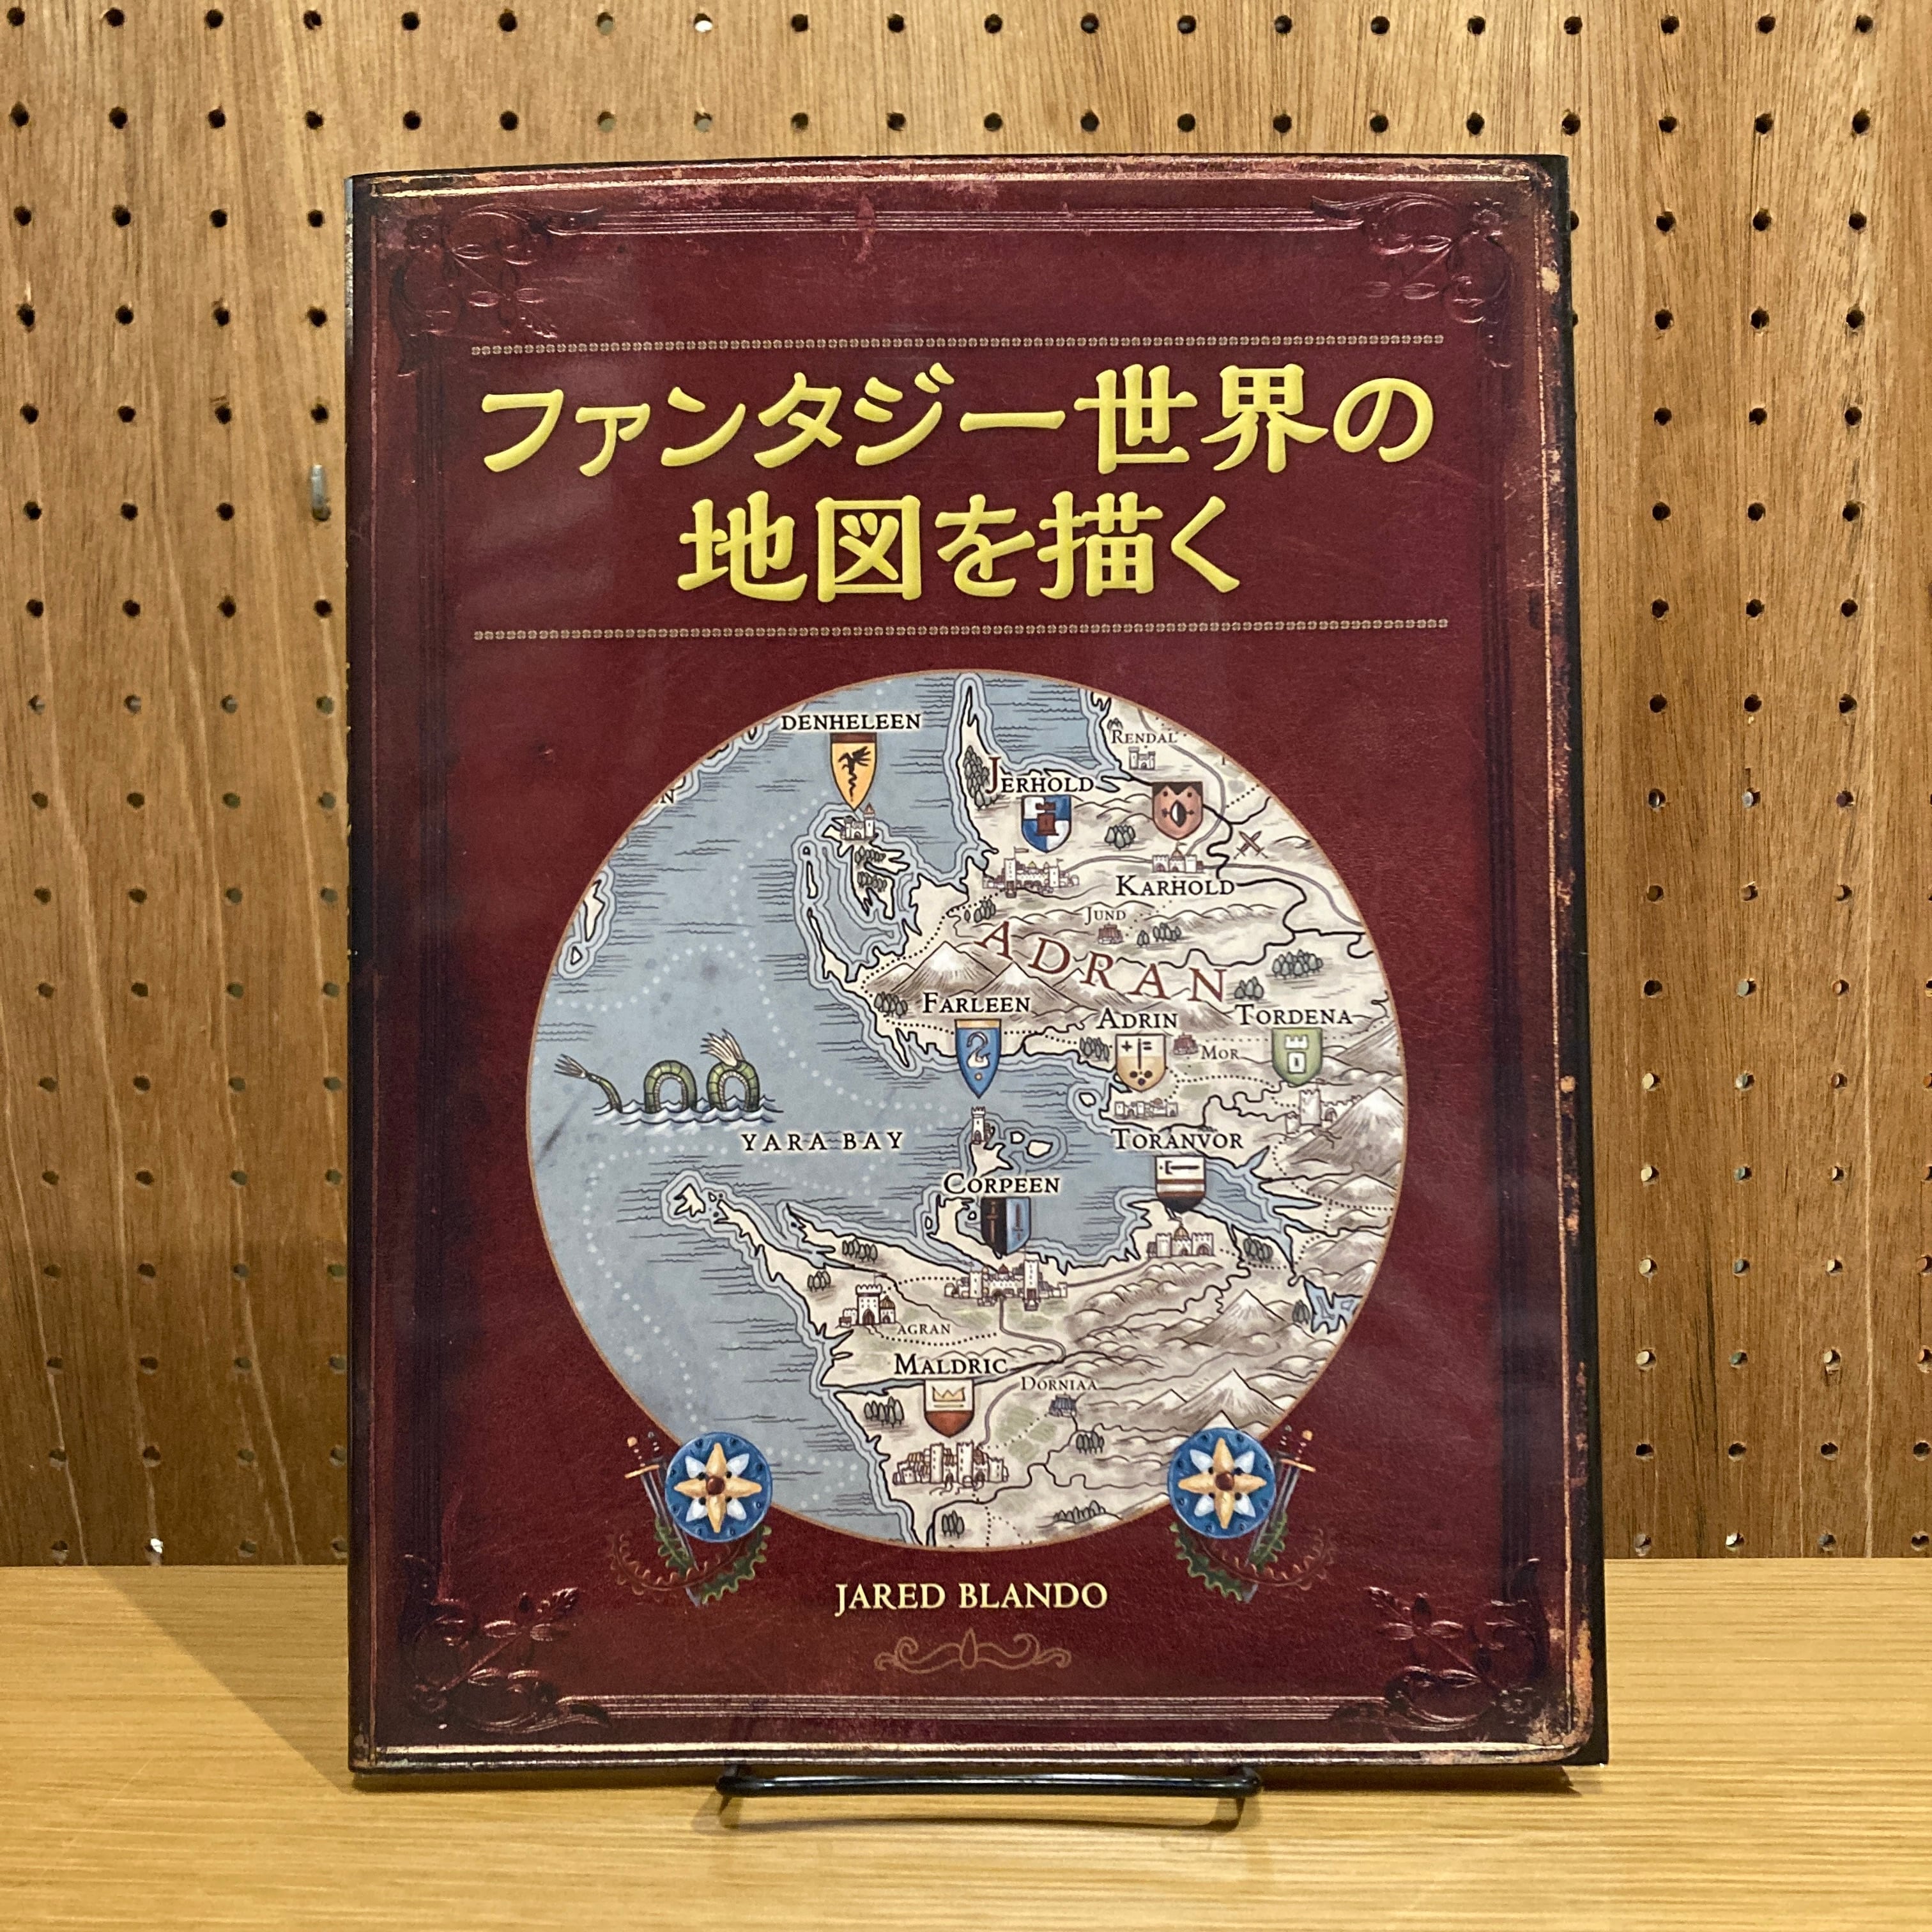 ファンタジー世界の
地図を描く
DENHELEEN
RENDAL
JERHOLD
KARHOLD
JUND
ADRAN
FARLEEN
ADRIN
TORDENA
MOR
YARA BAY
TORANVOR
CORPEEN
AGRAN
MALDRIC
DORNIAA
JARED BLANDO